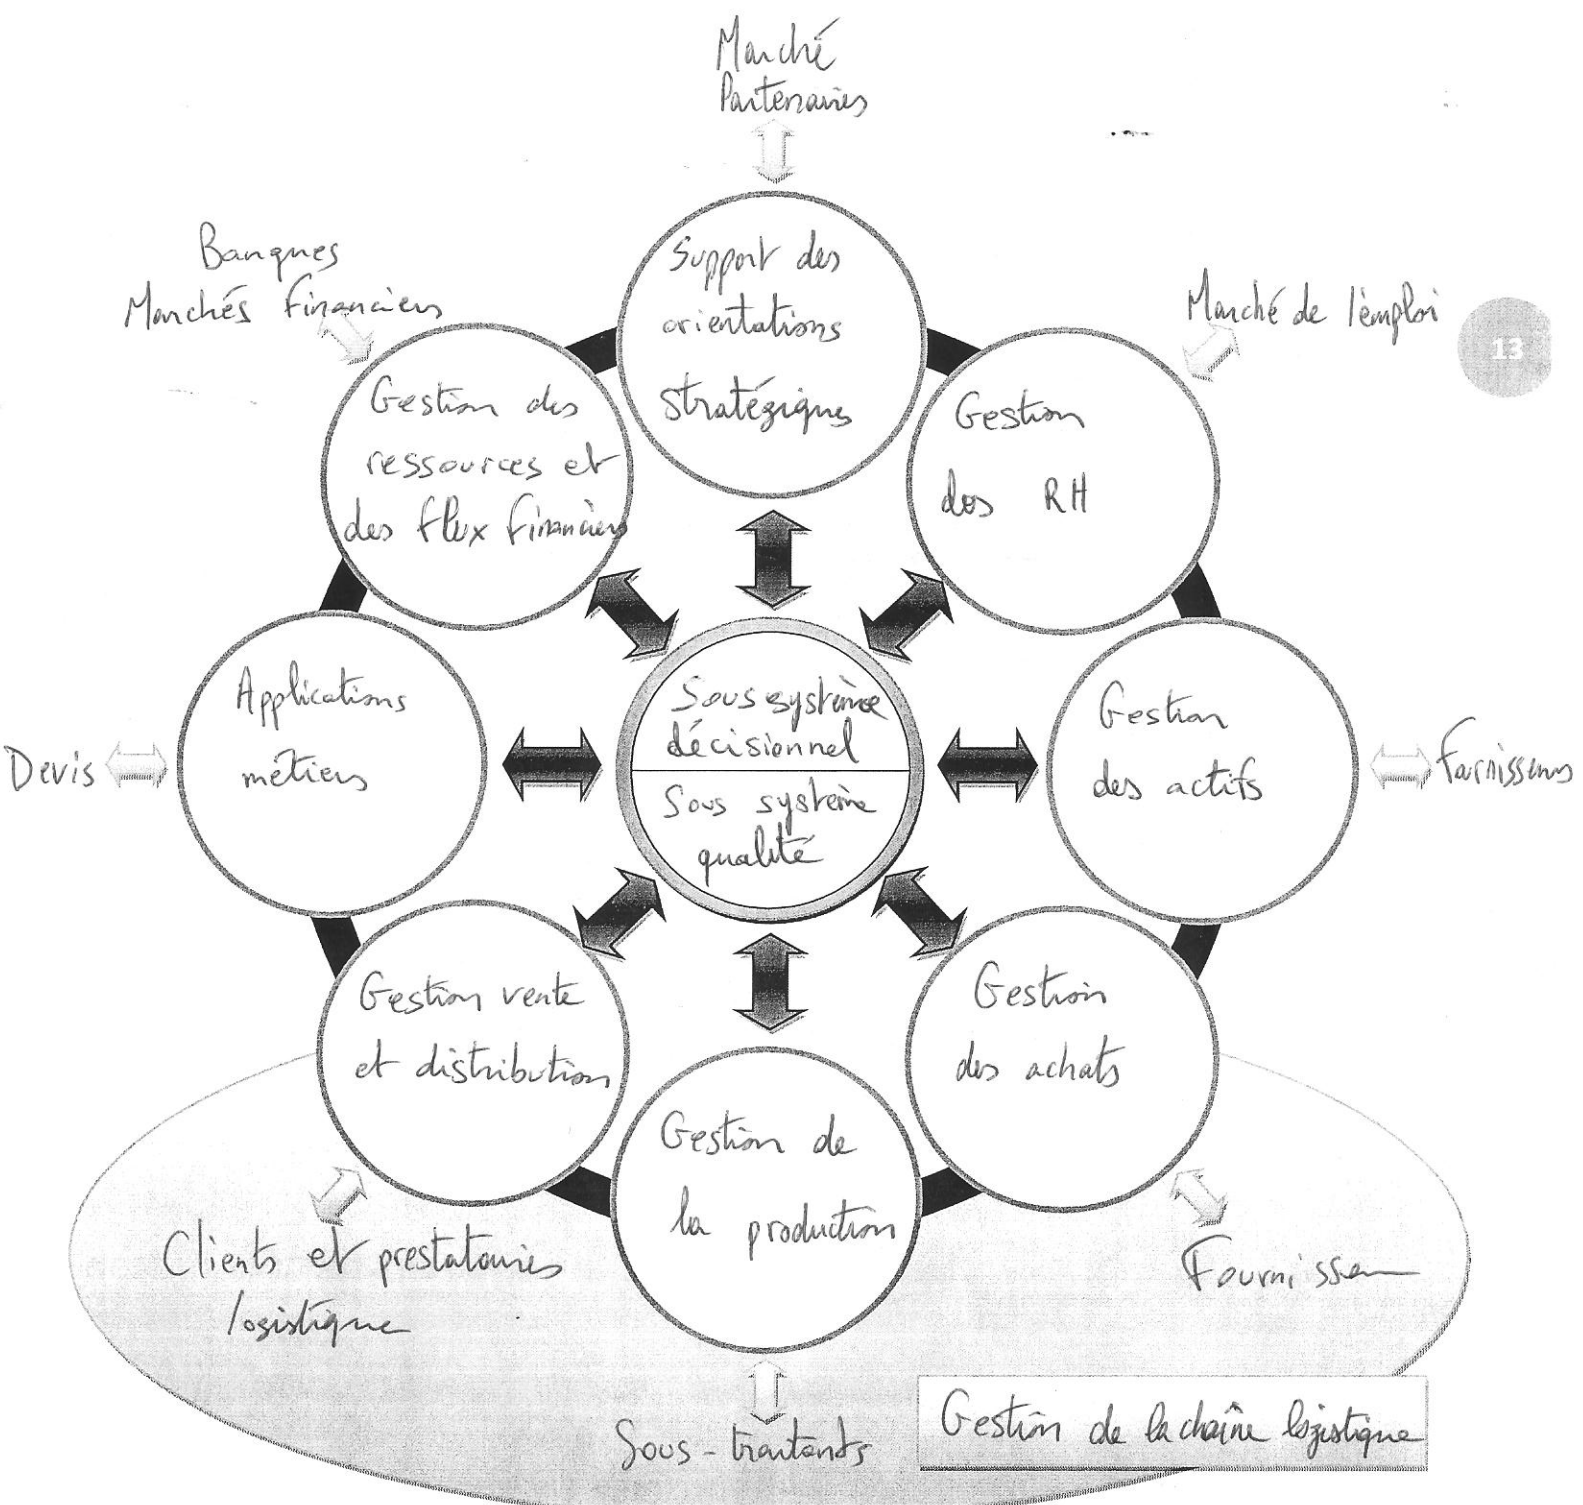 Marché
Partenaires
Banques
Marchés financiers
Support des
orientations
stratégiques
Marché de l'emploi
13
Gestion des
ressources et
des flux financiers
Gestion
des RH
Applications
métiers
Sous système
décisionnel
Sous système
qualité
Gestion
des actifs
Devis
Fournisseurs
Gestion vente
et distribution
Gestion
des achats
Gestion de
la production
Clients et prestataires
logistique
Fournisseur
Sous-traitants
Gestion de la chaîne logistique